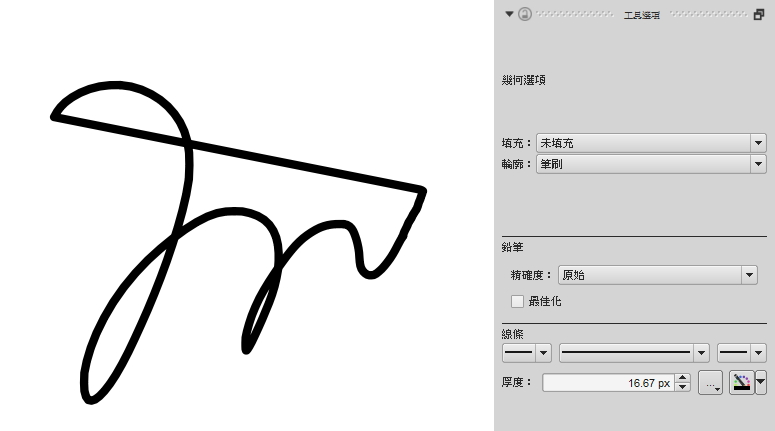 工具選項
幾何選項
填充： 未填充
輪廓： 筆刷
鉛筆
精確度： 原始
最佳化
線條
厚度： 16.67 px ...